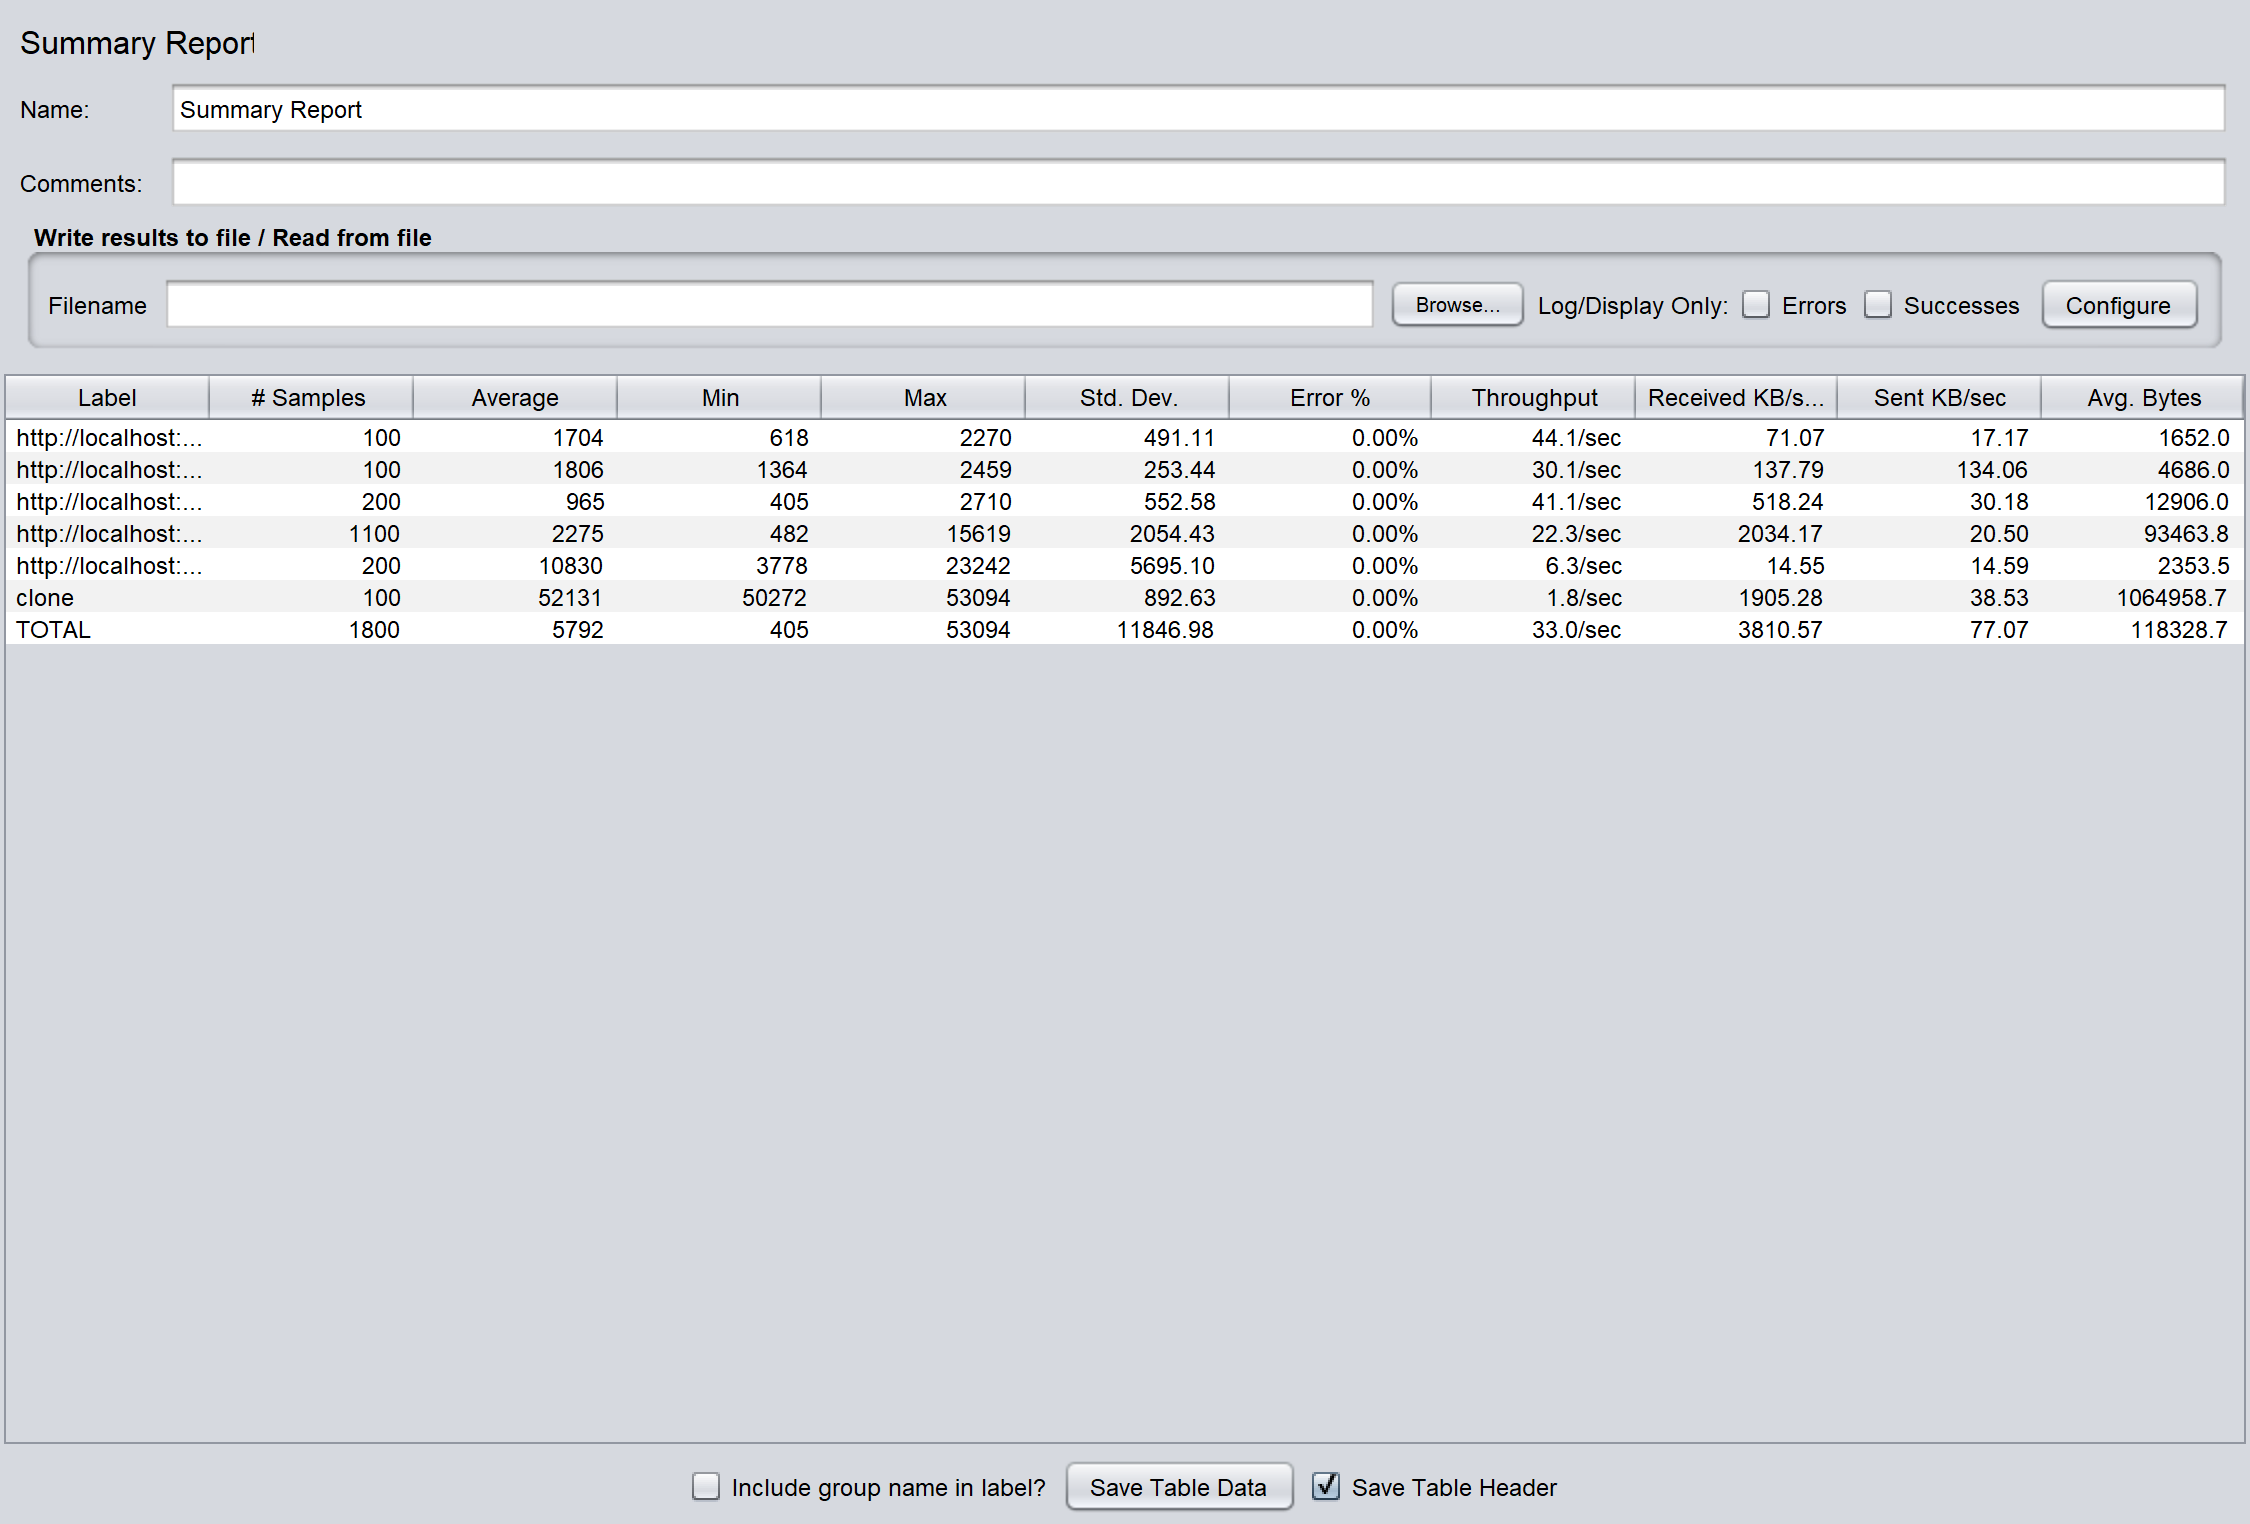 Summary Report
Name: Summary Report
Comments:
Write results to file / Read from file
Filename Browse... Log/Display Only: Errors Successes Configure
Label # Samples Average Min Max Std. Dev. Error % Throughput Received KB/s... Sent KB/sec Avg. Bytes
http://localhost:... 100 1704 618 2270 491.11 0.00% 44.1/sec 71.07 17.17 1652.0
http://localhost:... 100 1806 1364 2459 253.44 0.00% 30.1/sec 137.79 134.06 4686.0
http://localhost:... 200 965 405 2710 552.58 0.00% 41.1/sec 518.24 30.18 12906.0
http://localhost:... 1100 2275 482 15619 2054.43 0.00% 22.3/sec 2034.17 20.50 93463.8
http://localhost:... 200 10830 3778 23242 5695.10 0.00% 6.3/sec 14.55 14.59 2353.5
clone 100 52131 50272 53094 892.63 0.00% 1.8/sec 1905.28 38.53 1064958.7
TOTAL 1800 5792 405 53094 11846.98 0.00% 33.0/sec 3810.57 77.07 118328.7
Include group name in label? Save Table Data Save Table Header